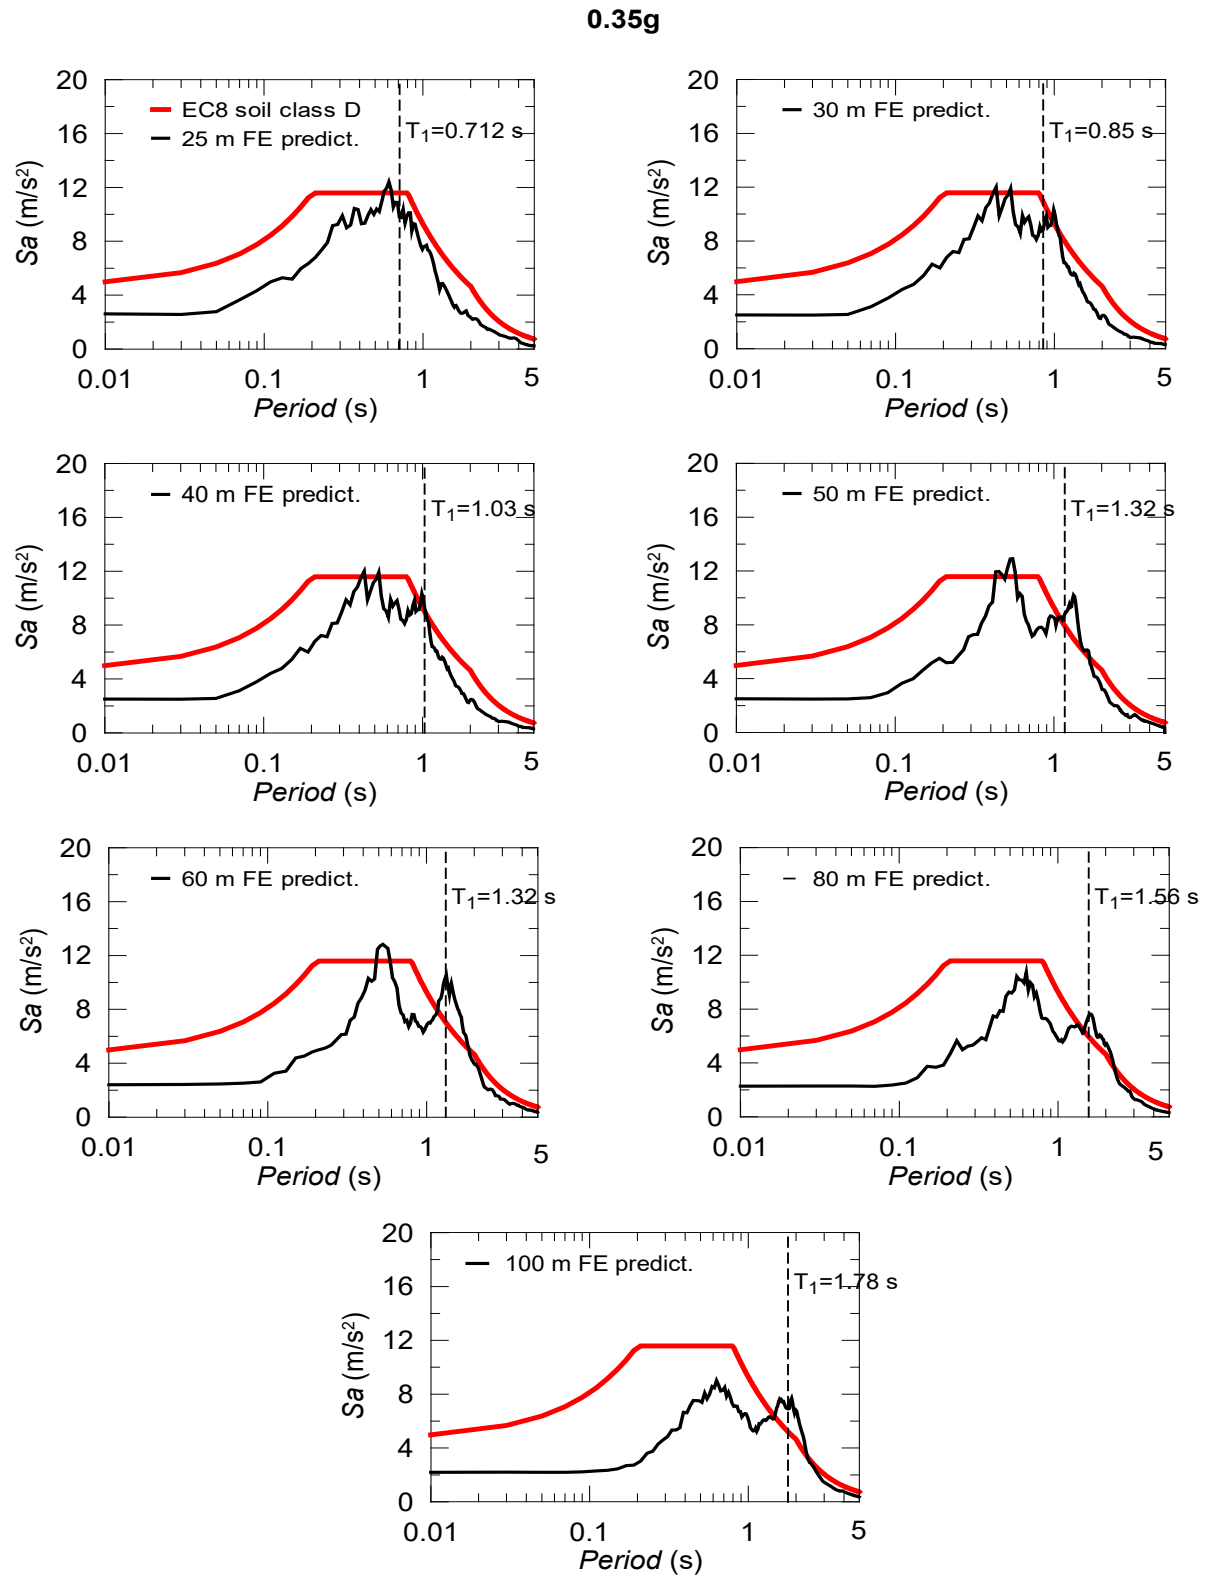 0.35g
20
16
12
8
4
0
Sa (m/s²)
EC8 soil class D
25 m FE predict.
T₁=0.712 s
0.01
0.1
1
5
Period (s)
20
16
12
8
4
0
Sa (m/s²)
30 m FE predict.
T₁=0.85 s
0.01
0.1
1
5
Period (s)
20
16
12
8
4
0
Sa (m/s²)
40 m FE predict.
T₁=1.03 s
0.01
0.1
1
5
Period (s)
20
16
12
8
4
0
Sa (m/s²)
50 m FE predict.
T₁=1.32 s
0.01
0.1
1
5
Period (s)
20
16
12
8
4
0
Sa (m/s²)
60 m FE predict.
T₁=1.32 s
0.01
0.1
1
5
Period (s)
20
16
12
8
4
0
Sa (m/s²)
80 m FE predict.
T₁=1.56 s
0.01
0.1
1
5
Period (s)
20
16
12
8
4
0
Sa (m/s²)
100 m FE predict.
T₁=1.78 s
0.01
0.1
1
5
Period (s)